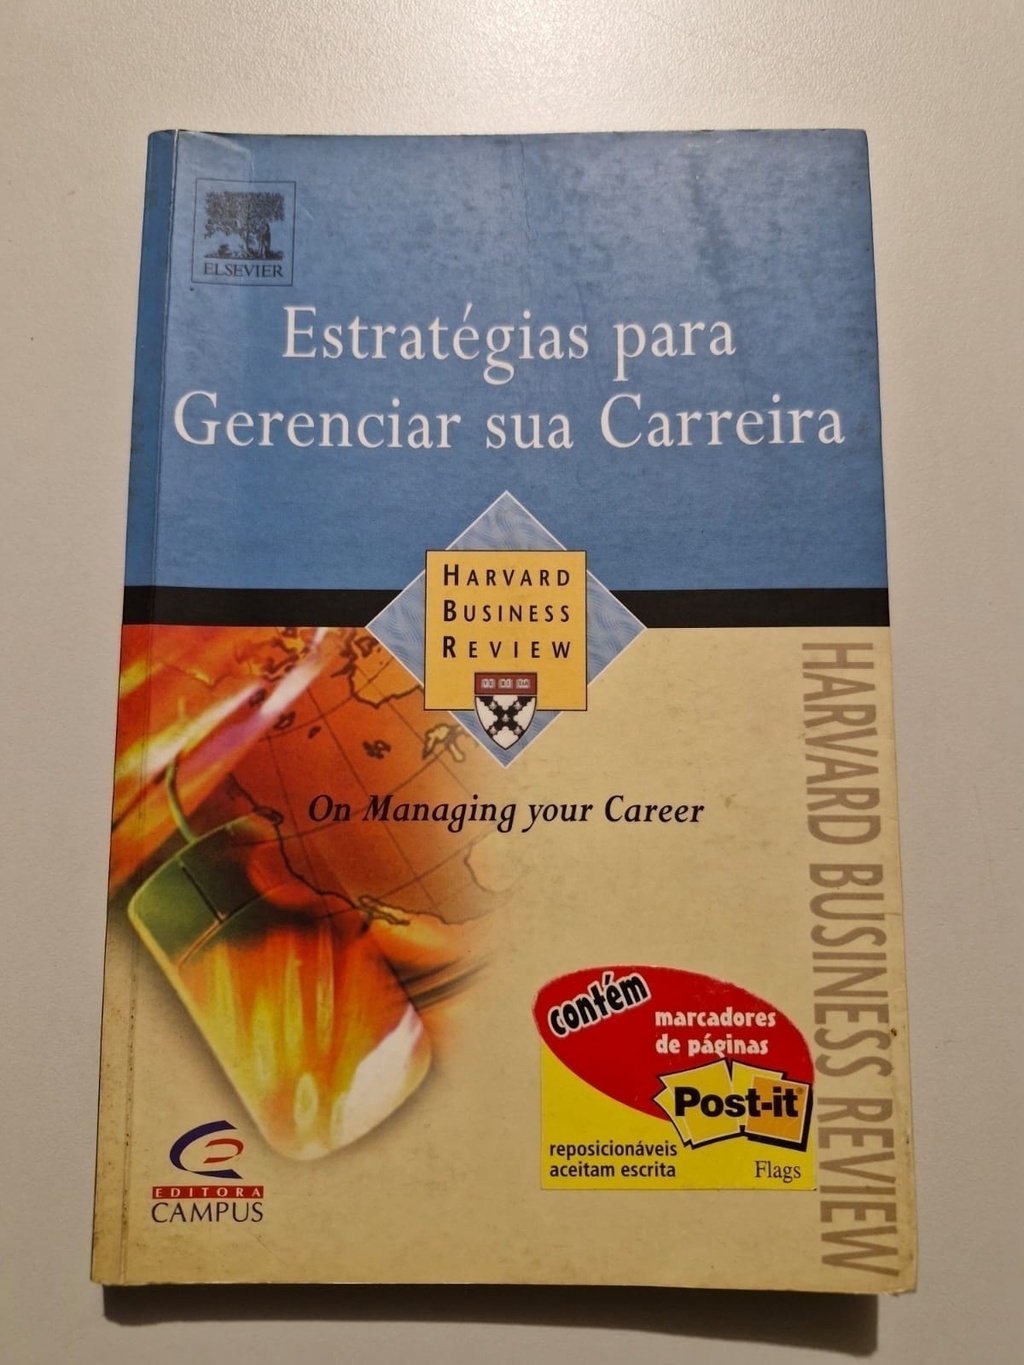 ELSEVIER
Estratégias para
Gerenciar sua Carreira
HARVARD
BUSINESS
REVIEW
On Managing your Career
HARVARD BUSINESS REVIEW
contém
marcadores
de páginas
Post-it
reposicionáveis
aceitam escrita
Flags
EDITORA
CAMPUS